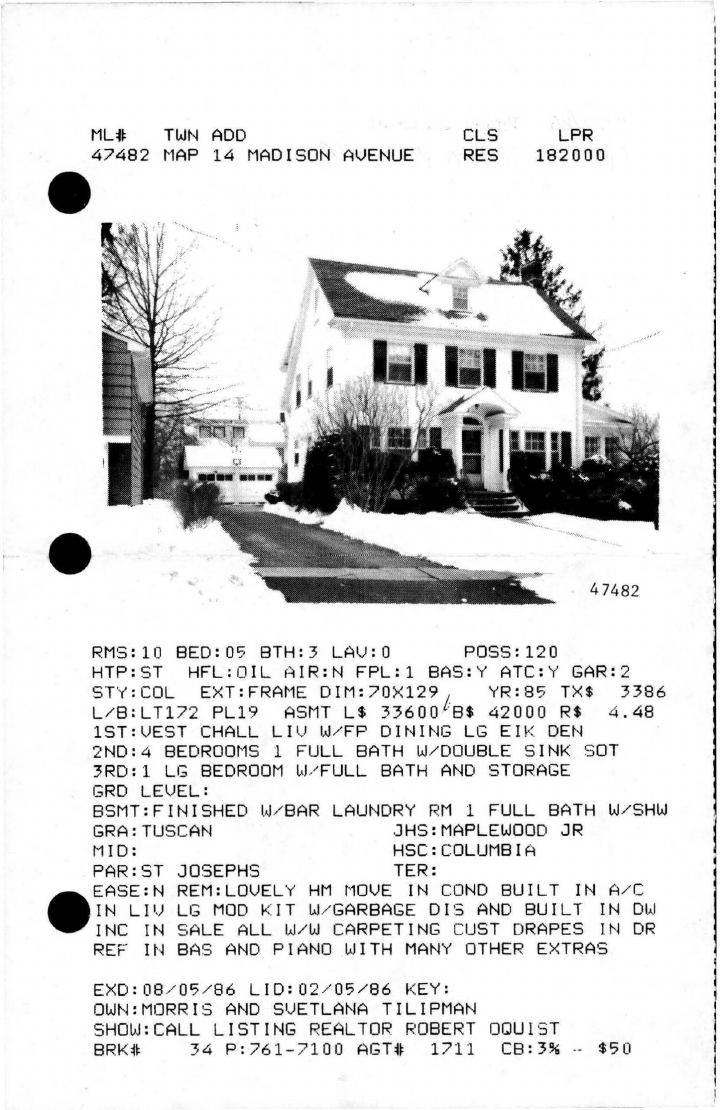 ML# TWN ADD CLS LPR
47482 MAP 14 MADISON AVENUE RES 182000
47482
RMS:10 BED:05 BTH:3 LAV:0 POSS:120
HTP:ST HFL:OIL AIR:N FPL:1 BAS:Y ATC:Y GAR:2
STY:COL EXT:FRAME DIM:70X129 YR:85 TX$ 3386
L/B:LT172 PL19 ASMT L$ 33600 B$ 42000 R$ 4.48
1ST:VEST CHALL LIV W/FP DINING LG EIK DEN
2ND:4 BEDROOMS 1 FULL BATH W/DOUBLE SINK SOT
3RD:1 LG BEDROOM W/FULL BATH AND STORAGE
GRD LEVEL:
BSMT:FINISHED W/BAR LAUNDRY RM 1 FULL BATH W/SHW
GRA:TUSCAN JHS:MAPLEWOOD JR
MID: HSC:COLUMBIA
PAR:ST JOSEPHS TER:
EASE:N REM:LOVELY HM MOVE IN COND BUILT IN A/C
IN LIV LG MOD KIT W/GARBAGE DIS AND BUILT IN DW
INC IN SALE ALL W/W CARPETING CUST DRAPES IN DR
REF IN BAS AND PIANO WITH MANY OTHER EXTRAS
EXD:08/05/86 LID:02/05/86 KEY:
OWN:MORRIS AND SVETLANA TILIPMAN
SHOW:CALL LISTING REALTOR ROBERT OQUIST
BRK# 34 P:761-7100 AGT# 1711 CB:3% - $50